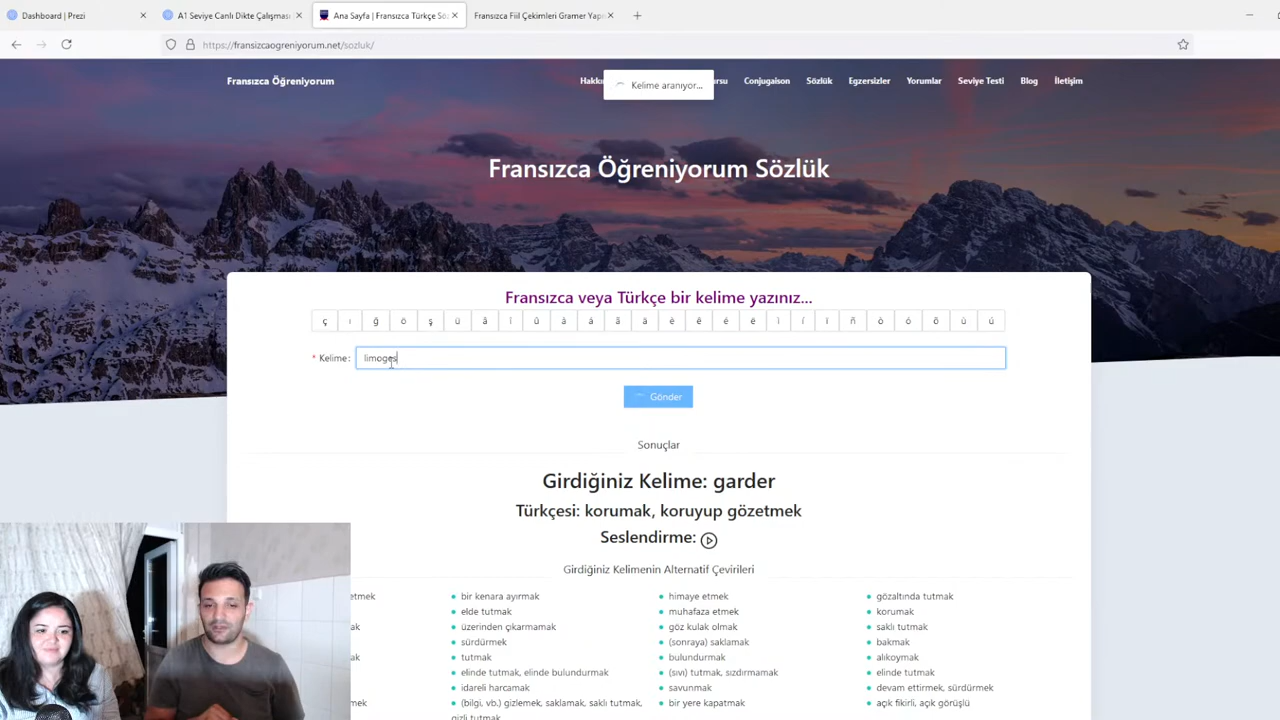 Dashboard | Prezi
A1 Seviye Canlı Dikte Çalışması
Ana Sayfa | Fransızca Türkçe Söz
Fransızca Fiil Çekimleri Gramer Yapıs
https://fransizcaogreniyorum.net/sozluk/
Fransızca Öğreniyorum
Kelime aranıyor...
Conjugaison
Sözlük
Egzersizler
Yorumlar
Seviye Testi
Blog
İletişim
Fransızca Öğreniyorum Sözlük
Fransızca veya Türkçe bir kelime yazınız...
* Kelime: limoges
Gönder
Sonuçlar
Girdiğiniz Kelime: garder
Türkçesi: korumak, koruyup gözetmek
Seslendirme:
Girdiğiniz Kelimenin Alternatif Çevirileri
bir kenara ayırmak
himaye etmek
gözaltında tutmak
elde tutmak
muhafaza etmek
korumak
üzerinden çıkarmamak
göz kulak olmak
saklı tutmak
sürdürmek
(sonraya) saklamak
bakmak
tutmak
bulundurmak
alıkoymak
elinde tutmak, elinde bulundurmak
(sıvı) tutmak, sızdırmamak
elinde tutmak
idareli harcamak
savunmak
devam ettirmek, sürdürmek
(bilgi, vb.) gizlemek, saklamak, saklı tutmak,
bir yere kapatmak
açık fikirli, açık görüşlü
gizli tutmak